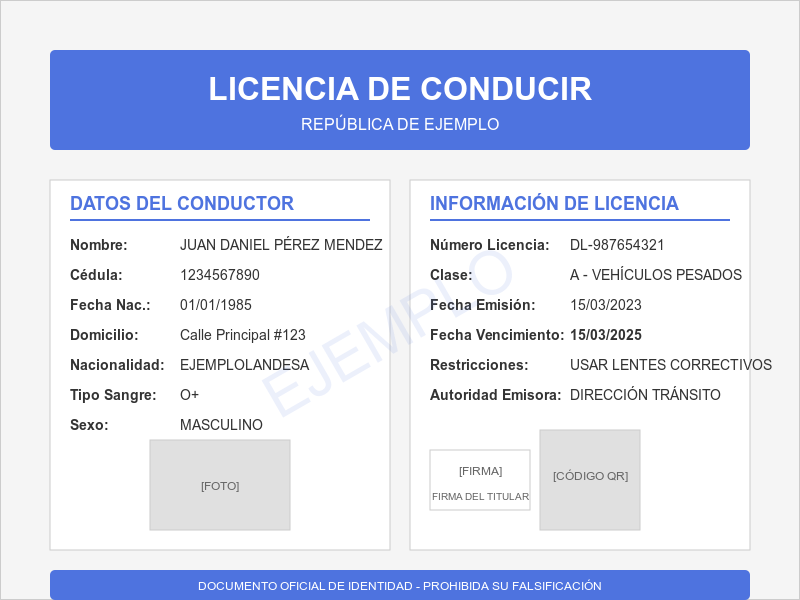 LICENCIA DE CONDUCIR
REPÚBLICA DE EJEMPLO
DATOS DEL CONDUCTOR
Nombre: JUAN DANIEL PÉREZ MENDEZ
Cédula: 1234567890
Fecha Nac.: 01/01/1985
Domicilio: Calle Principal #123
Nacionalidad: EJEMPLOLANDESA
Tipo Sangre: O+
Sexo: MASCULINO
[FOTO]
INFORMACIÓN DE LICENCIA
Número Licencia: DL-987654321
Clase: A - VEHÍCULOS PESADOS
Fecha Emisión: 15/03/2023
Fecha Vencimiento: 15/03/2025
Restricciones: USAR LENTES CORRECTIVOS
Autoridad Emisora: DIRECCIÓN TRÁNSITO
[FIRMA]
FIRMA DEL TITULAR
[CÓDIGO QR]
EJEMPLO
DOCUMENTO OFICIAL DE IDENTIDAD - PROHIBIDA SU FALSIFICACIÓN